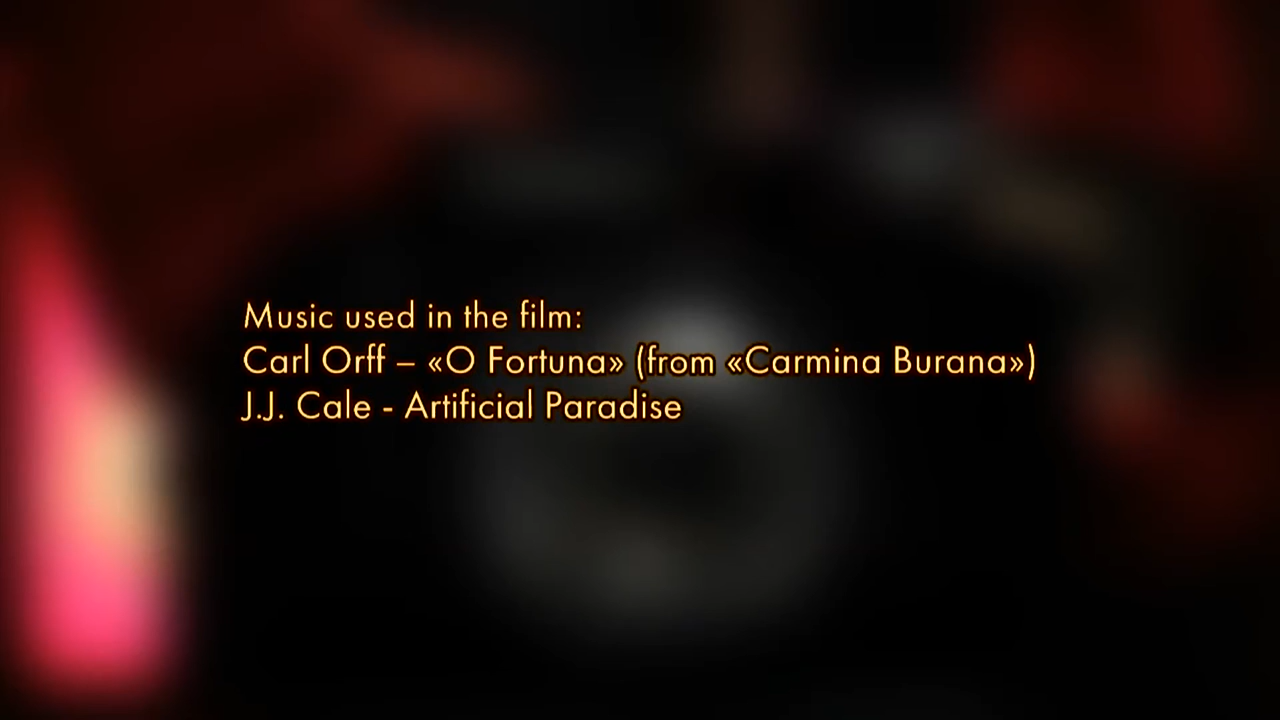 Music used in the film:
Carl Orff – «O Fortuna» (from «Carmina Burana»)
J.J. Cale - Artificial Paradise